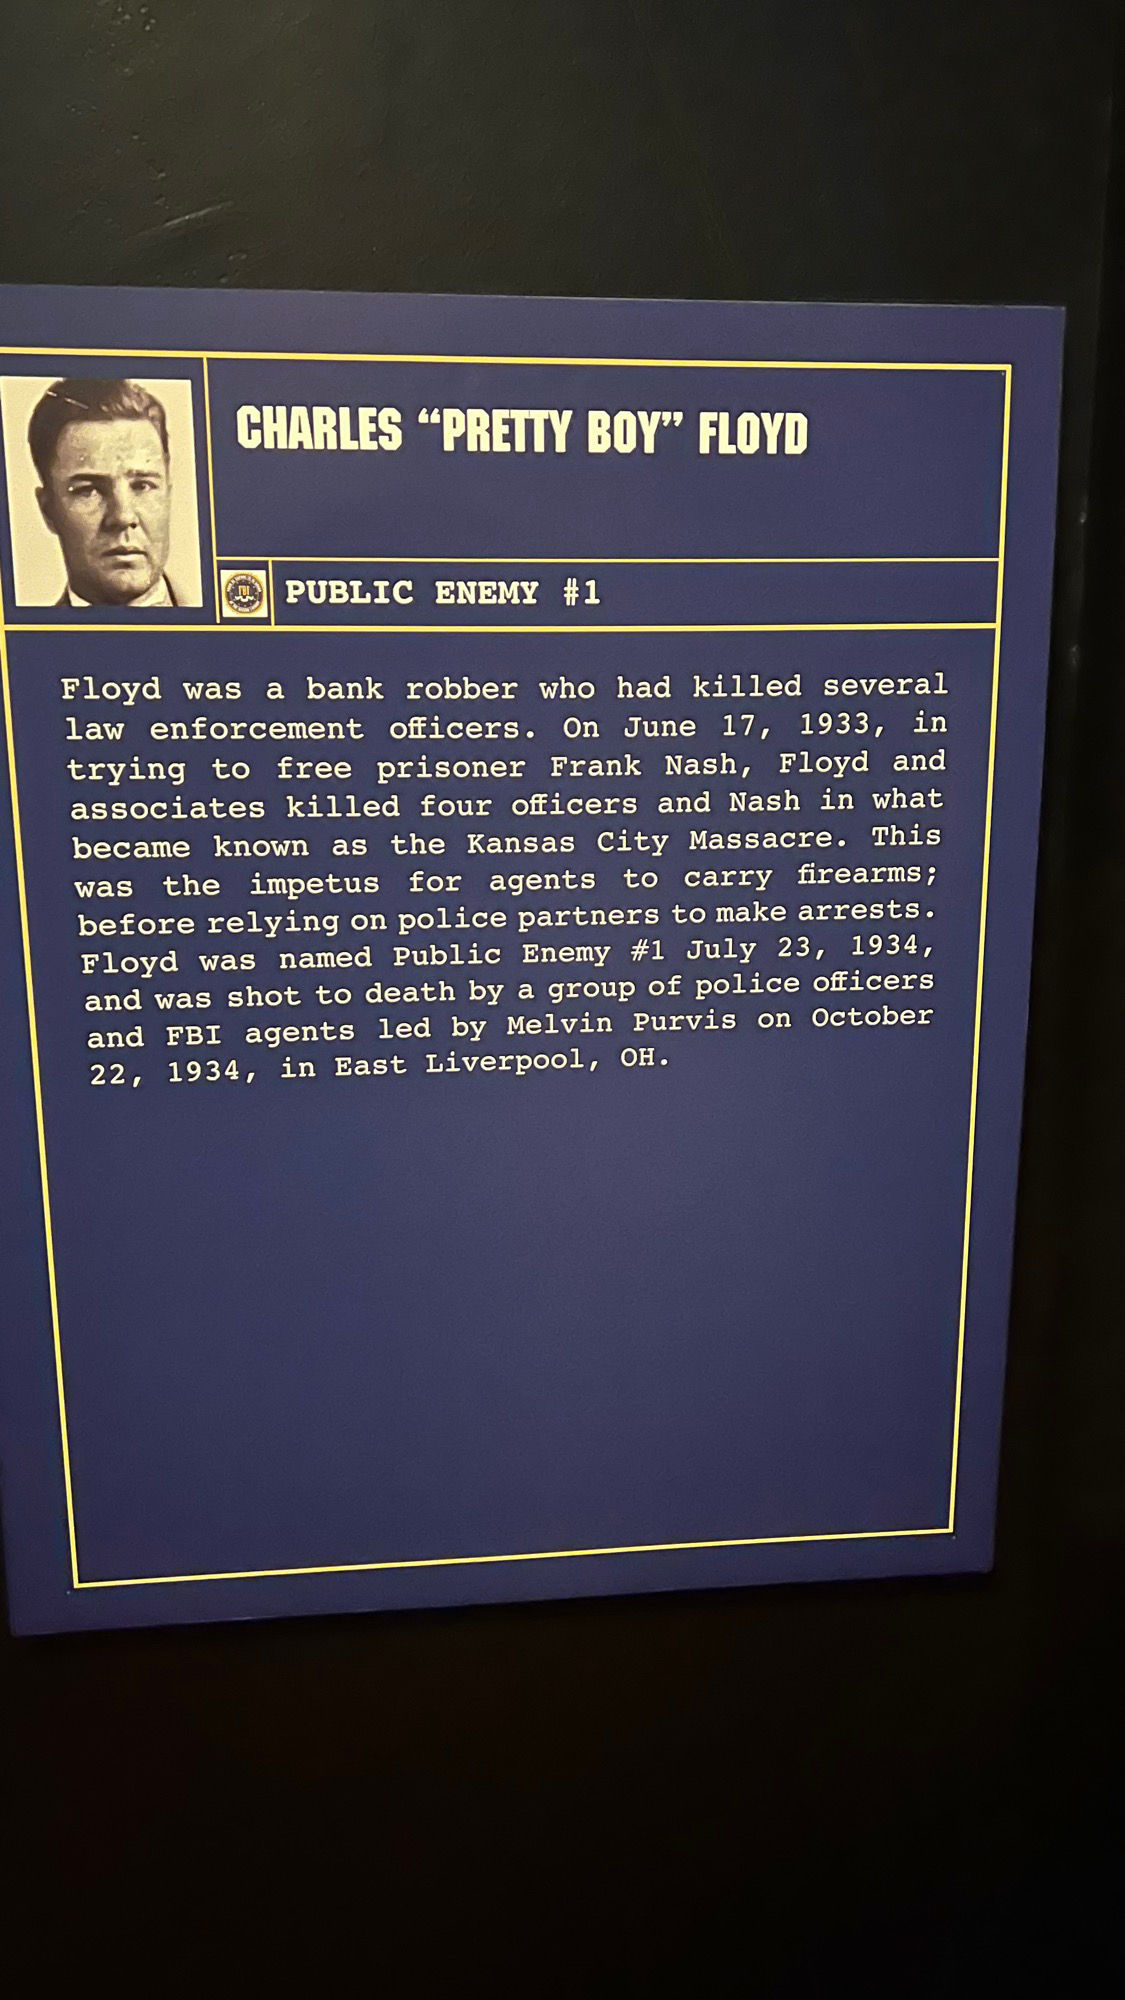 CHARLES “PRETTY BOY” FLOYD
FBI
PUBLIC ENEMY #1
Floyd was a bank robber who had killed several
law enforcement officers. On June 17, 1933, in
trying to free prisoner Frank Nash, Floyd and
associates killed four officers and Nash in what
became known as the Kansas City Massacre. This
was the impetus for agents to carry firearms;
before relying on police partners to make arrests.
Floyd was named Public Enemy #1 July 23, 1934,
and was shot to death by a group of police officers
and FBI agents led by Melvin Purvis on October
22, 1934, in East Liverpool, OH.